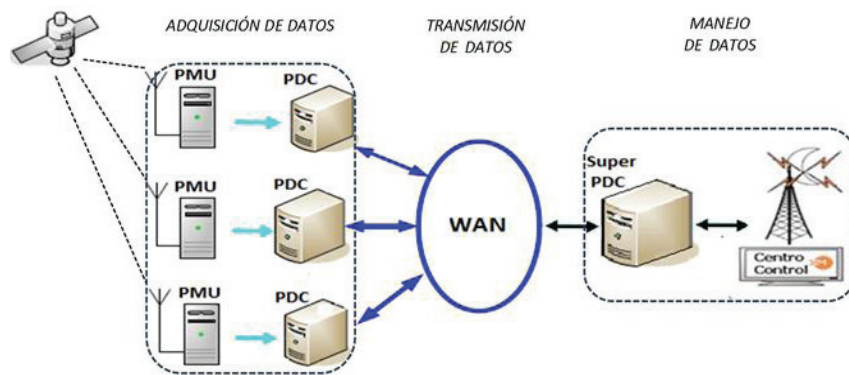 ADQUISICIÓN DE DATOS
TRANSMISIÓN
DE DATOS
MANEJO
DE DATOS
PMU
PDC
PMU
PDC
PMU
PDC
WAN
Super
PDC
Centro
Control